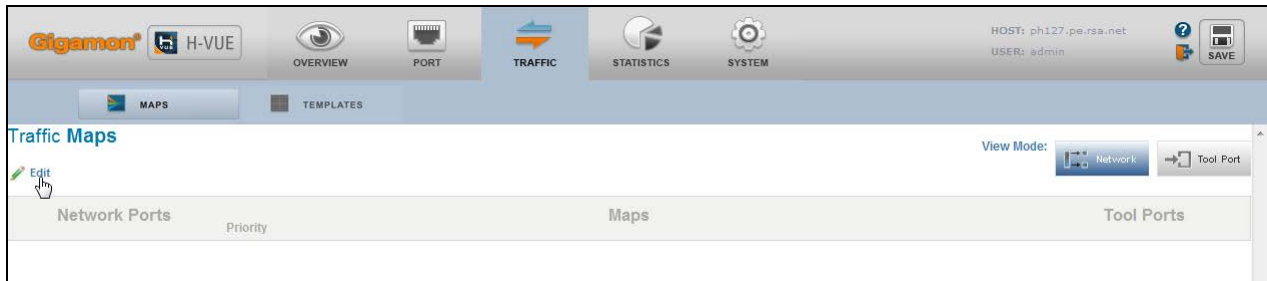 Gigamon® H-VUE
OVERVIEW
PORT
TRAFFIC
STATISTICS
SYSTEM
HOST: ph127.pe.rsa.net
USER: admin
SAVE
MAPS
TEMPLATES
Traffic Maps
View Mode:
Network
Tool Port
Edit
Network Ports
Priority
Maps
Tool Ports